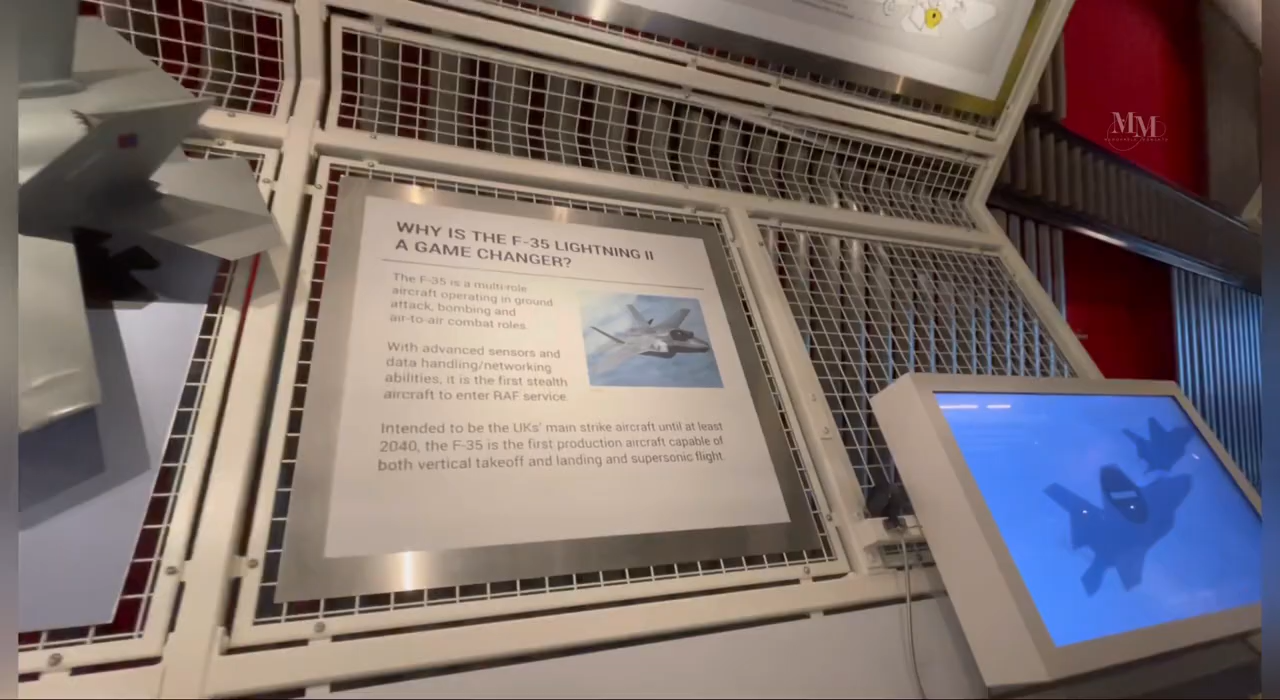 MM
WHY IS THE F-35 LIGHTNING II
A GAME CHANGER?
The F-35 is a multi-role
aircraft operating in ground
attack, bombing and
air-to-air combat roles.
With advanced sensors and
data handling/networking
abilities, it is the first stealth
aircraft to enter RAF service.
Intended to be the UKs' main strike aircraft until at least
2040, the F-35 is the first production aircraft capable of
both vertical takeoff and landing and supersonic flight.